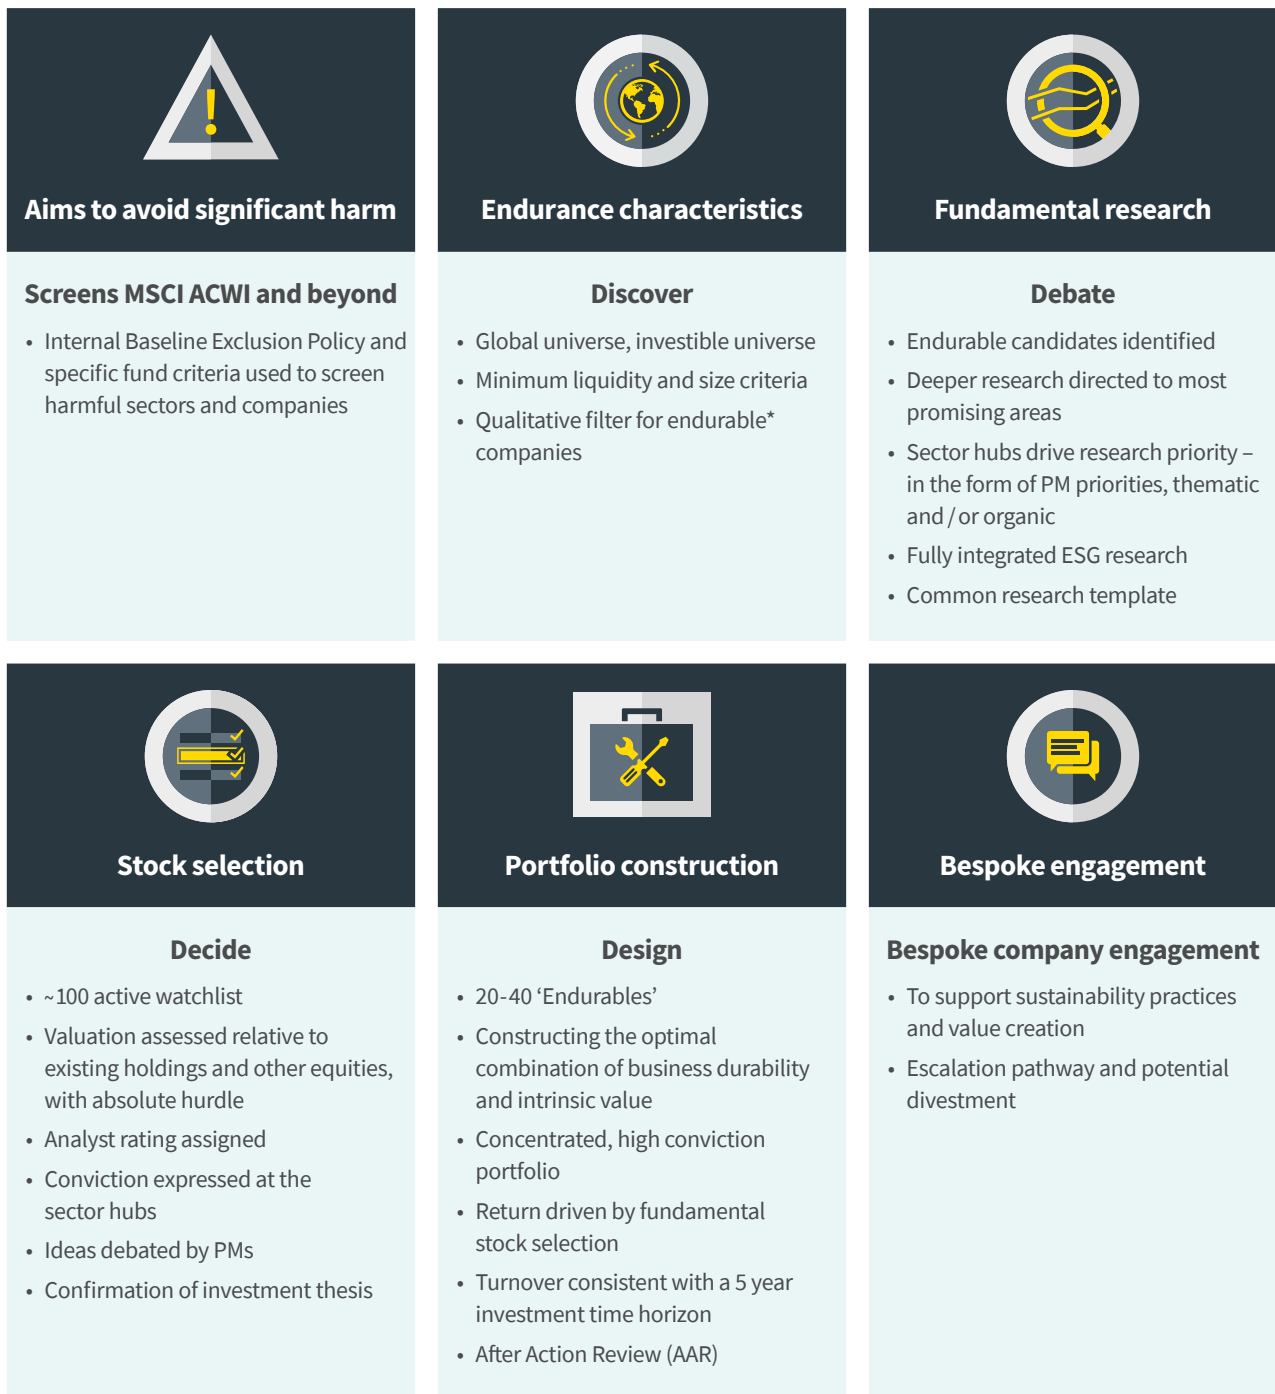 Aims to avoid significant harm
Screens MSCI ACWI and beyond
• Internal Baseline Exclusion Policy and
specific fund criteria used to screen
harmful sectors and companies
Endurance characteristics
Discover
• Global universe, investible universe
• Minimum liquidity and size criteria
• Qualitative filter for endurable*
companies
Fundamental research
Debate
• Endurable candidates identified
• Deeper research directed to most
promising areas
• Sector hubs drive research priority –
in the form of PM priorities, thematic
and / or organic
• Fully integrated ESG research
• Common research template
Stock selection
Decide
• ~100 active watchlist
• Valuation assessed relative to
existing holdings and other equities,
with absolute hurdle
• Analyst rating assigned
• Conviction expressed at the
sector hubs
• Ideas debated by PMs
• Confirmation of investment thesis
Portfolio construction
Design
• 20-40 ‘Endurables’
• Constructing the optimal
combination of business durability
and intrinsic value
• Concentrated, high conviction
portfolio
• Return driven by fundamental
stock selection
• Turnover consistent with a 5 year
investment time horizon
• After Action Review (AAR)
Bespoke engagement
Bespoke company engagement
• To support sustainability practices
and value creation
• Escalation pathway and potential
divestment